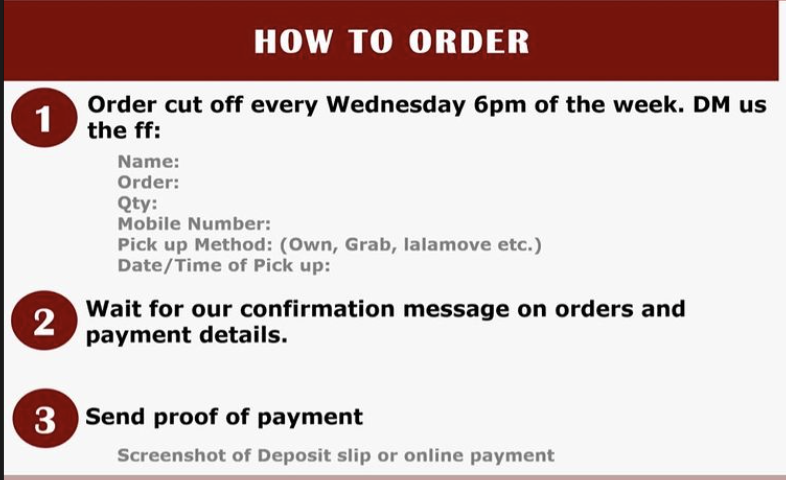 HOW TO ORDER
1
Order cut off every Wednesday 6pm of the week. DM us
the ff:
Name:
Order:
Qty:
Mobile Number:
Pick up Method: (Own, Grab, lalamove etc.)
Date/Time of Pick up:
2
Wait for our confirmation message on orders and
payment details.
3
Send proof of payment
Screenshot of Deposit slip or online payment